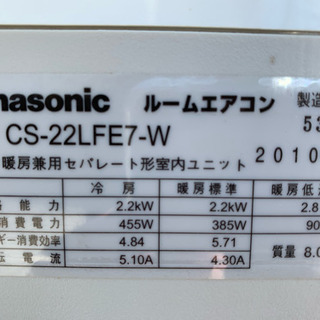 nasonic ルームエアコン 製造
CS-22LFE7-W 53
暖房兼用セパレート形室内ユニット 2010
冷房 暖房標準 暖房低
能力 2.2kW 2.2kW 2.8
消費電力 455W 385W 90
ギー消費効率 4.84 5.71
転電流 5.10A 4.30A 質量 8.0